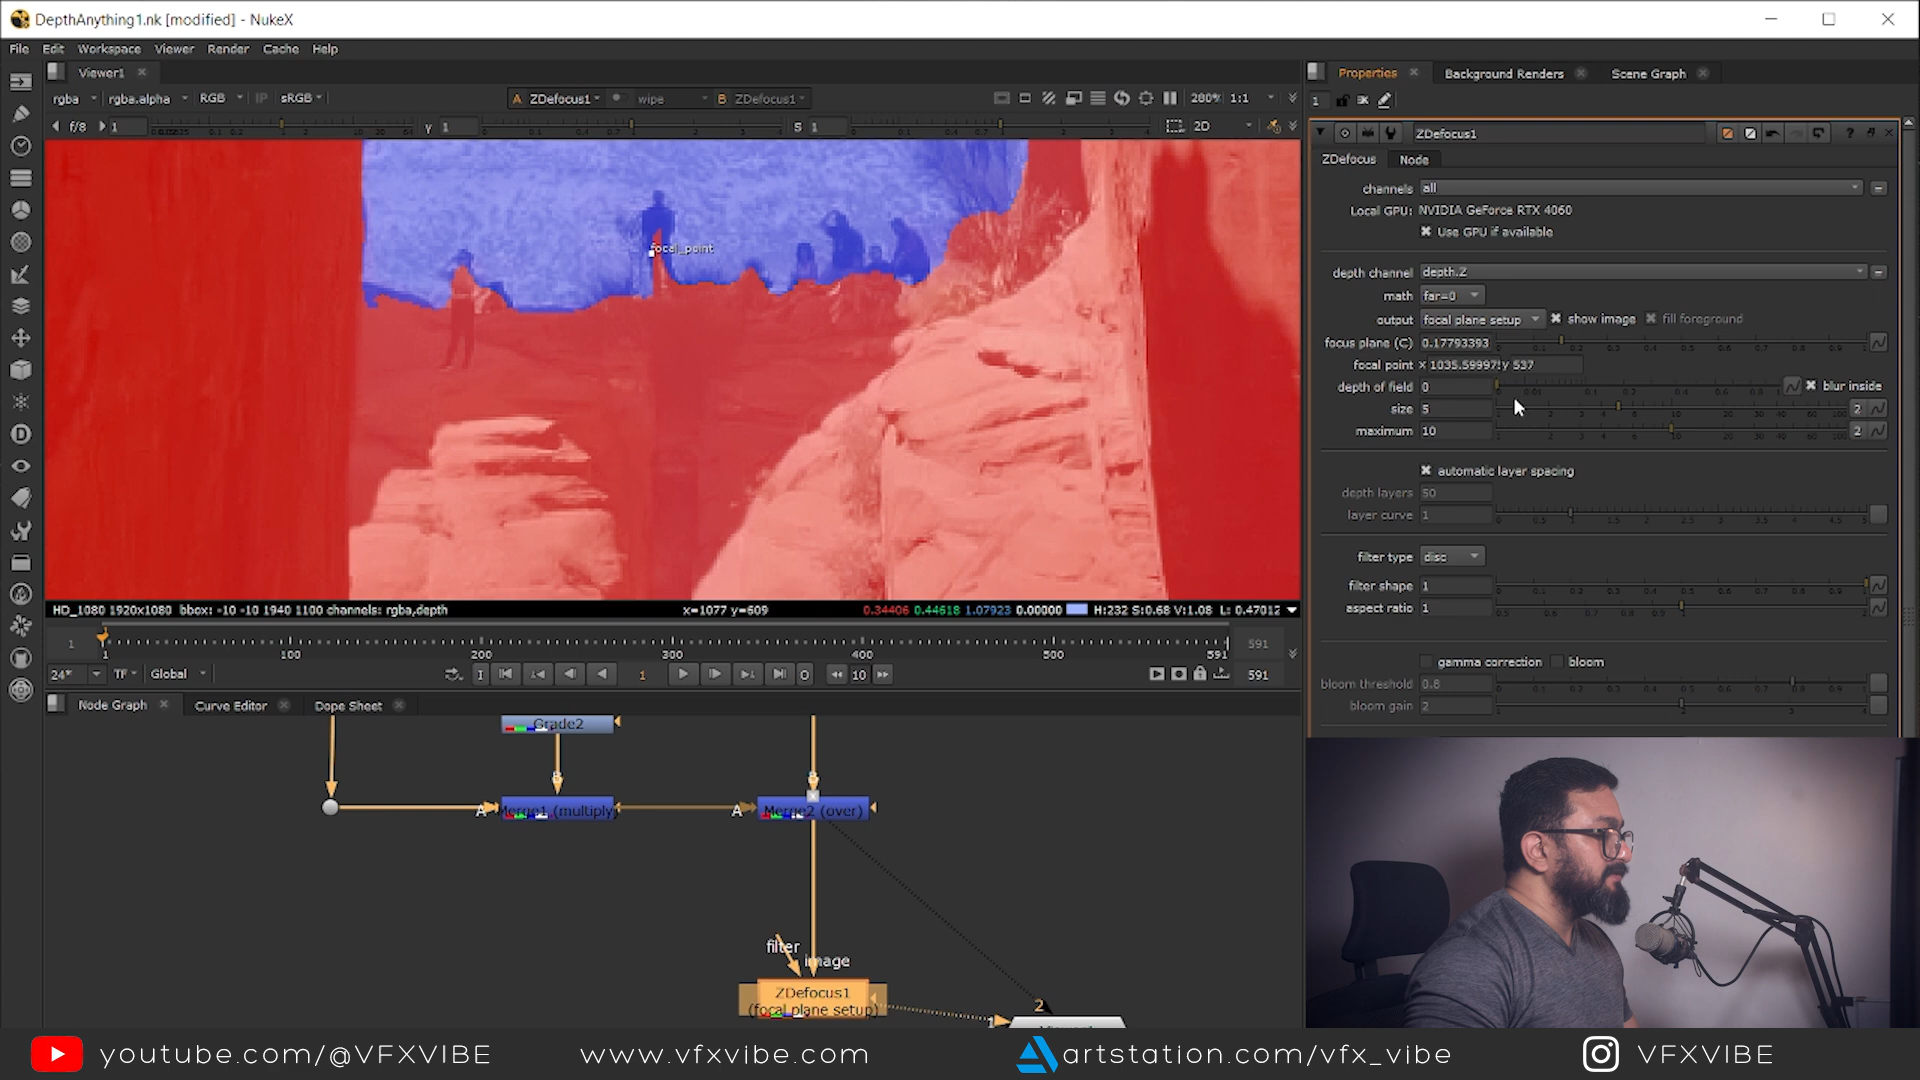 DepthAnything1.nk [modified] - NukeX
File Edit Workspace Viewer Render Cache Help
Viewer1
Properties Background Renders Scene Graph
rgba rgba.alpha RGB IP sRGB A ZDefocus1 wipe B ZDefocus1 280% 1:1
1
f/8 1 γ 1 S 1 2D
ZDefocus1
ZDefocus Node
channels all
Local GPU: NVIDIA GeForce RTX 4060
Use GPU if available
focal_point
depth channel depth.Z
math far=0
output focal plane setup show image fill foreground
focus plane (C) 0.17793393
focal point x 1035.59997 y 537
depth of field 0 blur inside
size 5 2
maximum 10 2
automatic layer spacing
depth layers 50
layer curve 1
filter type disc
filter shape 1
aspect ratio 1
gamma correction bloom
bloom threshold 0.8
bloom gain 2
HD_1080 1920x1080 bbox: -10 -10 1940 1100 channels: rgba,depth x=1077 y=609 0.34406 0.44618 1.07923 0.00000 H:232 S:0.68 V:1.08 L: 0.47012
1 591
1 100 200 300 400 500 591
24* TF Global I 1 O 10 591
Node Graph Curve Editor Dope Sheet
Grade2
B B
A Merge1 (multiply) A Merge2 (over)
filter
image
ZDefocus1
(focal plane setup)
2
1
youtube.com/@VFXVIBE www.vfxvibe.com artstation.com/vfx_vibe VFXVIBE